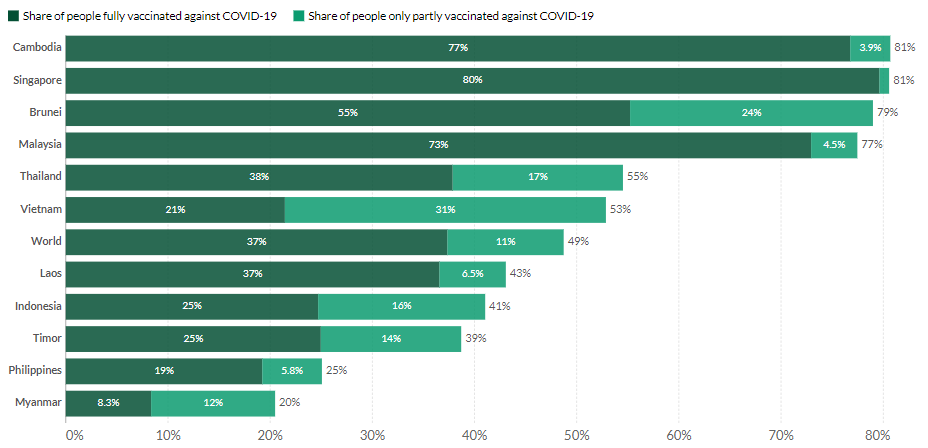 Share of people fully vaccinated against COVID-19 Share of people only partly vaccinated against COVID-19
Cambodia 77% 3.9% 81%
Singapore 80% 81%
Brunei 55% 24% 79%
Malaysia 73% 4.5% 77%
Thailand 38% 17% 55%
Vietnam 21% 31% 53%
World 37% 11% 49%
Laos 37% 6.5% 43%
Indonesia 25% 16% 41%
Timor 25% 14% 39%
Philippines 19% 5.8% 25%
Myanmar 8.3% 12% 20%
0% 10% 20% 30% 40% 50% 60% 70% 80%